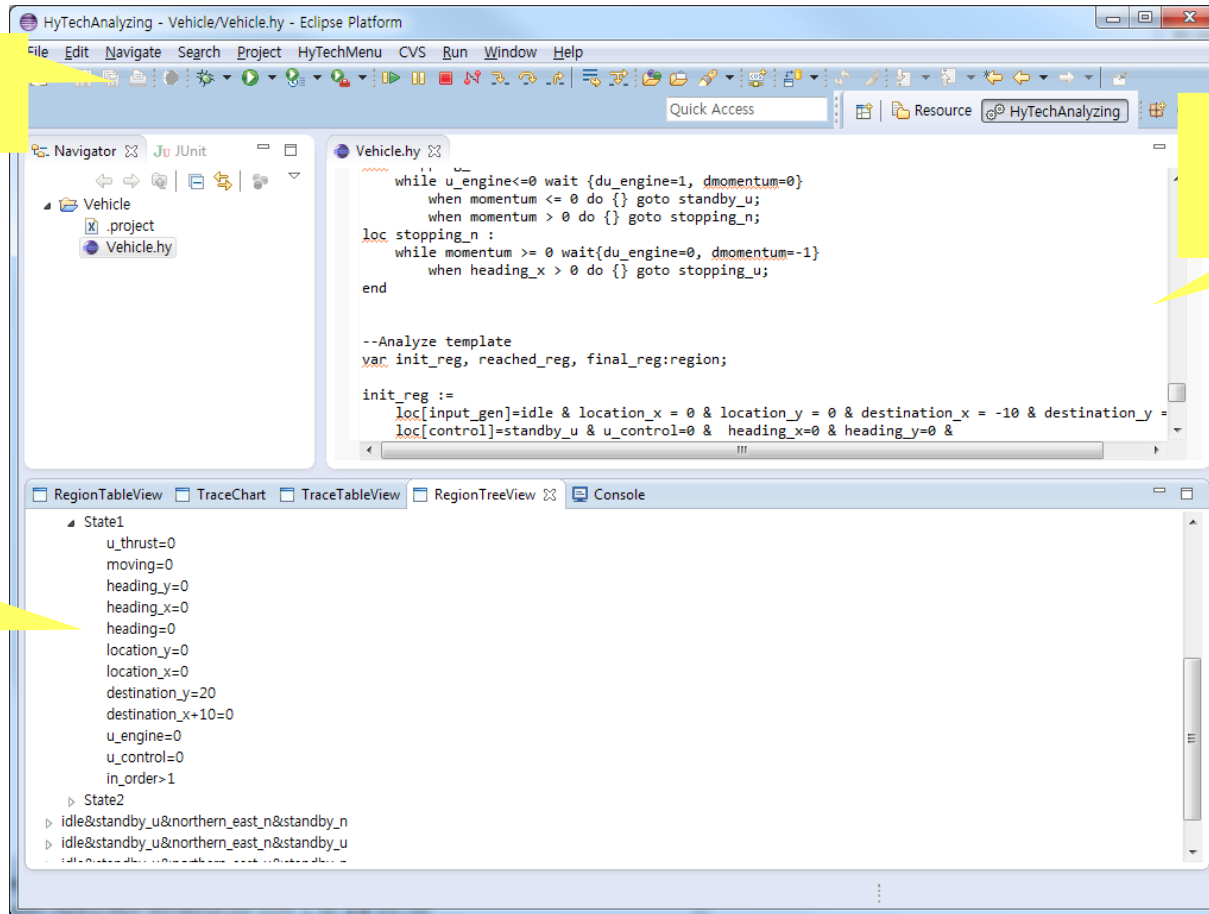 HyTechAnalyzing - Vehicle/Vehicle.hy - Eclipse Platform
File Edit Navigate Search Project HyTechMenu CVS Run Window Help
Quick Access
Resource
HyTechAnalyzing
Navigator
JUnit
Vehicle
.project
Vehicle.hy
Vehicle.hy
while u_engine<=0 wait {du_engine=1, dmomentum=0}
when momentum <= 0 do {} goto standby_u;
when momentum > 0 do {} goto stopping_n;
loc stopping_n :
while momentum >= 0 wait{du_engine=0, dmomentum=-1}
when heading_x > 0 do {} goto stopping_u;
end
--Analyze template
var init_reg, reached_reg, final_reg:region;
init_reg :=
loc[input_gen]=idle & location_x = 0 & location_y = 0 & destination_x = -10 & destination_y =
loc[control]=standby_u & u_control=0 & heading_x=0 & heading_y=0 &
RegionTableView TraceChart TraceTableView RegionTreeView Console
State1
u_thrust=0
moving=0
heading_y=0
heading_x=0
heading=0
location_y=0
location_x=0
destination_y=20
destination_x+10=0
u_engine=0
u_control=0
in_order>1
State2
idle&standby_u&northern_east_n&standby_n
idle&standby_u&northern_east_n&standby_u